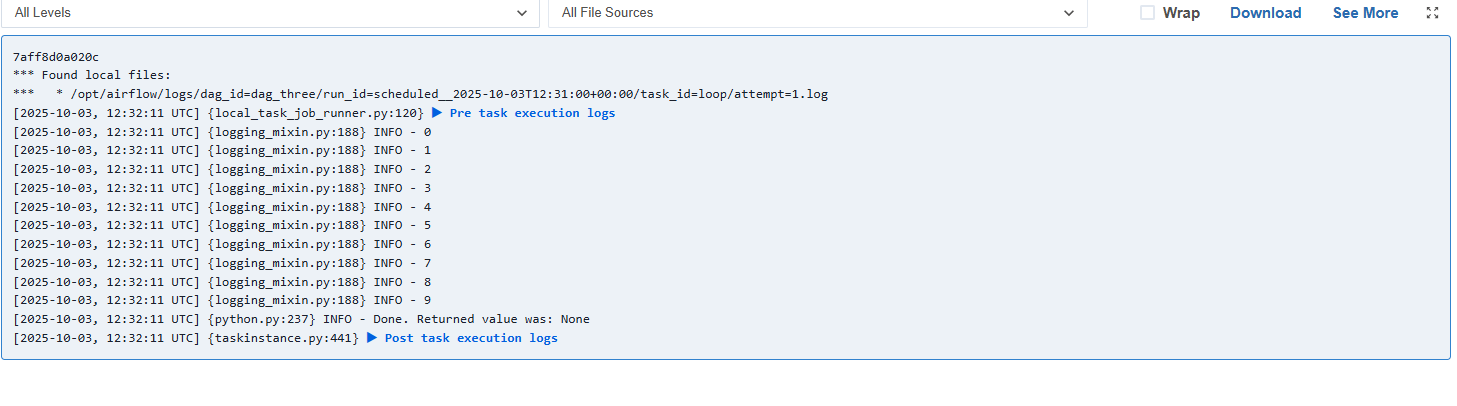 All Levels All File Sources Wrap Download See More
7aff8d0a020c
*** Found local files:
***   * /opt/airflow/logs/dag_id=dag_three/run_id=scheduled__2025-10-03T12:31:00+00:00/task_id=loop/attempt=1.log
[2025-10-03, 12:32:11 UTC] {local_task_job_runner.py:120} ▶ Pre task execution logs
[2025-10-03, 12:32:11 UTC] {logging_mixin.py:188} INFO - 0
[2025-10-03, 12:32:11 UTC] {logging_mixin.py:188} INFO - 1
[2025-10-03, 12:32:11 UTC] {logging_mixin.py:188} INFO - 2
[2025-10-03, 12:32:11 UTC] {logging_mixin.py:188} INFO - 3
[2025-10-03, 12:32:11 UTC] {logging_mixin.py:188} INFO - 4
[2025-10-03, 12:32:11 UTC] {logging_mixin.py:188} INFO - 5
[2025-10-03, 12:32:11 UTC] {logging_mixin.py:188} INFO - 6
[2025-10-03, 12:32:11 UTC] {logging_mixin.py:188} INFO - 7
[2025-10-03, 12:32:11 UTC] {logging_mixin.py:188} INFO - 8
[2025-10-03, 12:32:11 UTC] {logging_mixin.py:188} INFO - 9
[2025-10-03, 12:32:11 UTC] {python.py:237} INFO - Done. Returned value was: None
[2025-10-03, 12:32:11 UTC] {taskinstance.py:441} ▶ Post task execution logs